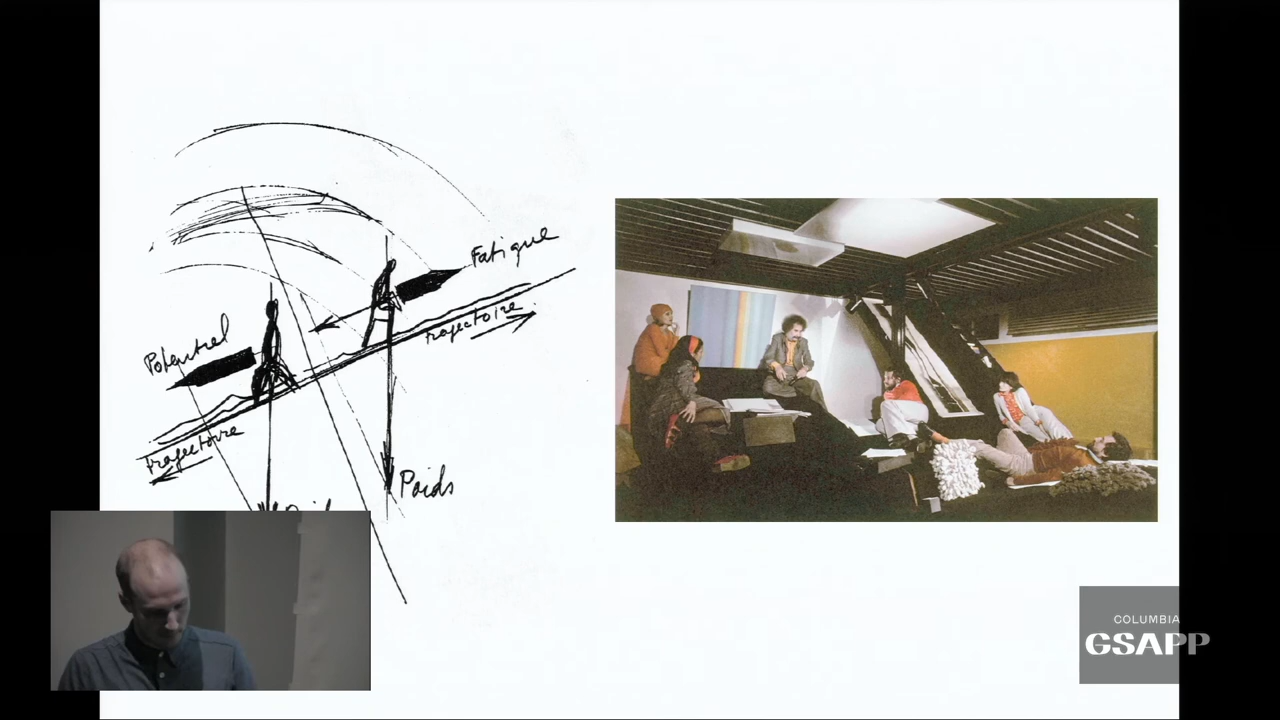 Fatigue
Potentiel
trajectoire
trajectoire
Poids
COLUMBIA
GSAPP